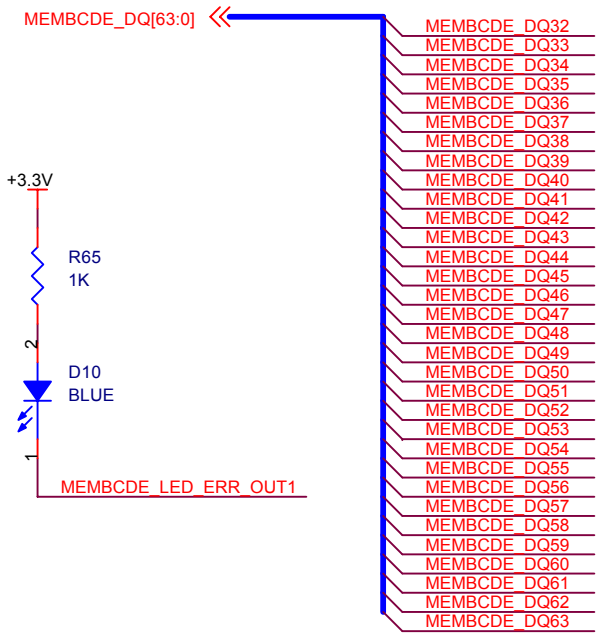 MEMBCDE_DQ[63:0]
MEMBCDE_DQ32
MEMBCDE_DQ33
MEMBCDE_DQ34
MEMBCDE_DQ35
MEMBCDE_DQ36
MEMBCDE_DQ37
MEMBCDE_DQ38
MEMBCDE_DQ39
MEMBCDE_DQ40
MEMBCDE_DQ41
MEMBCDE_DQ42
MEMBCDE_DQ43
MEMBCDE_DQ44
MEMBCDE_DQ45
MEMBCDE_DQ46
MEMBCDE_DQ47
MEMBCDE_DQ48
MEMBCDE_DQ49
MEMBCDE_DQ50
MEMBCDE_DQ51
MEMBCDE_DQ52
MEMBCDE_DQ53
MEMBCDE_DQ54
MEMBCDE_DQ55
MEMBCDE_DQ56
MEMBCDE_DQ57
MEMBCDE_DQ58
MEMBCDE_DQ59
MEMBCDE_DQ60
MEMBCDE_DQ61
MEMBCDE_DQ62
MEMBCDE_DQ63
+3.3V
R65
1K
2
D10
BLUE
1
MEMBCDE_LED_ERR_OUT1